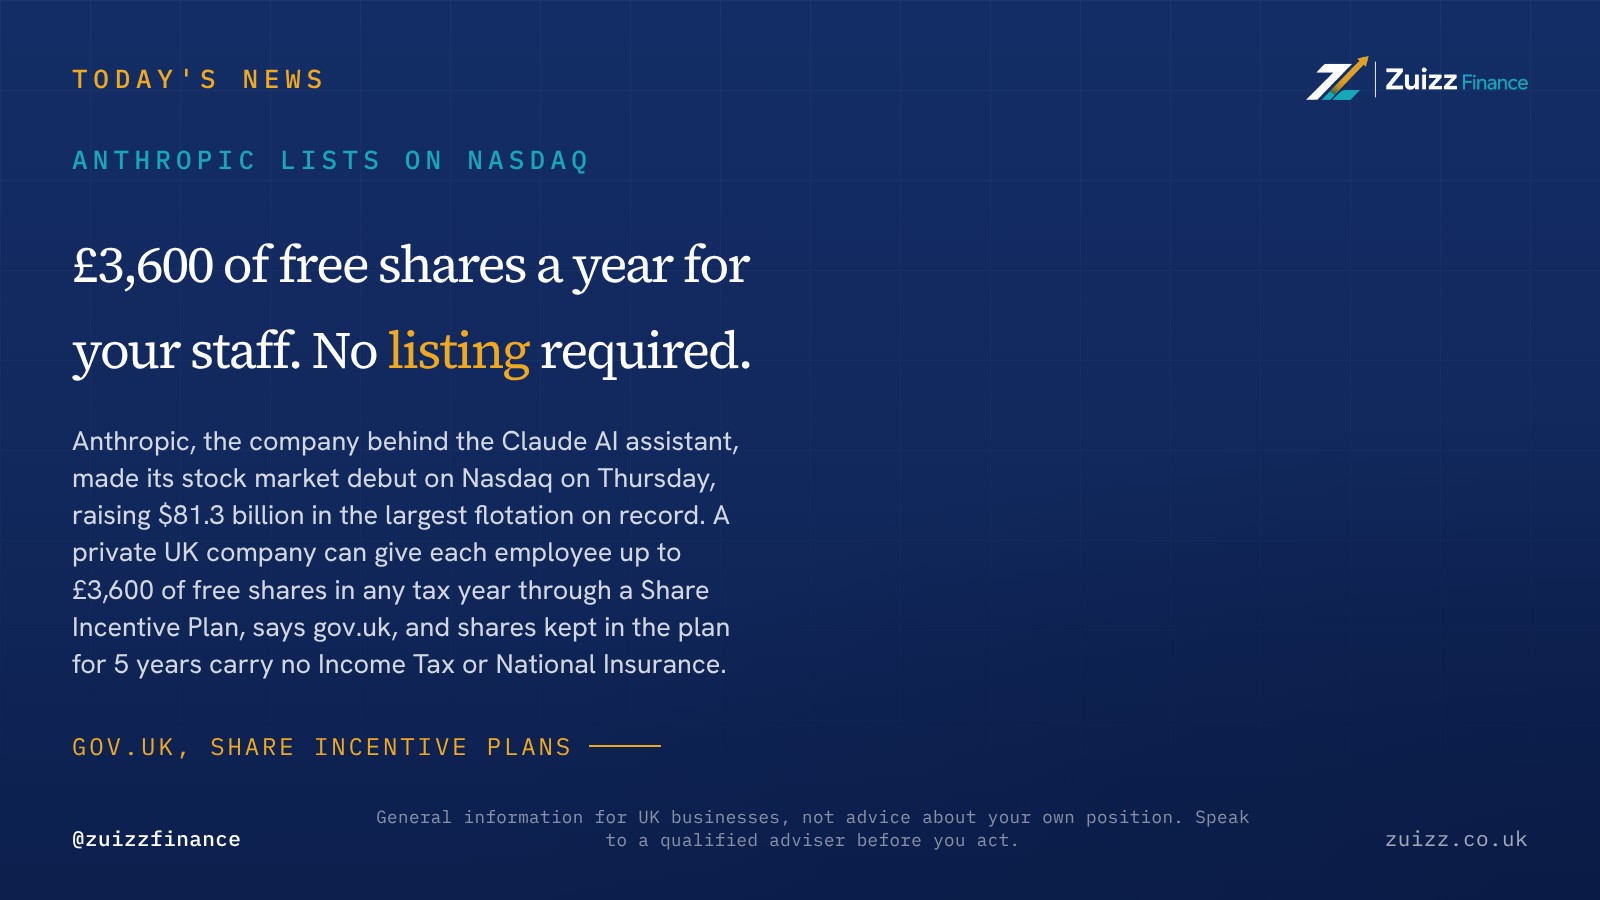 TODAY'S NEWS
Zuizz Finance
ANTHROPIC LISTS ON NASDAQ
£3,600 of free shares a year for
your staff. No listing required.
Anthropic, the company behind the Claude AI assistant,
made its stock market debut on Nasdaq on Thursday,
raising $81.3 billion in the largest flotation on record. A
private UK company can give each employee up to
£3,600 of free shares in any tax year through a Share
Incentive Plan, says gov.uk, and shares kept in the plan
for 5 years carry no Income Tax or National Insurance.
GOV.UK, SHARE INCENTIVE PLANS
General information for UK businesses, not advice about your own position. Speak
to a qualified adviser before you act.
@zuizzfinance
zuizz.co.uk